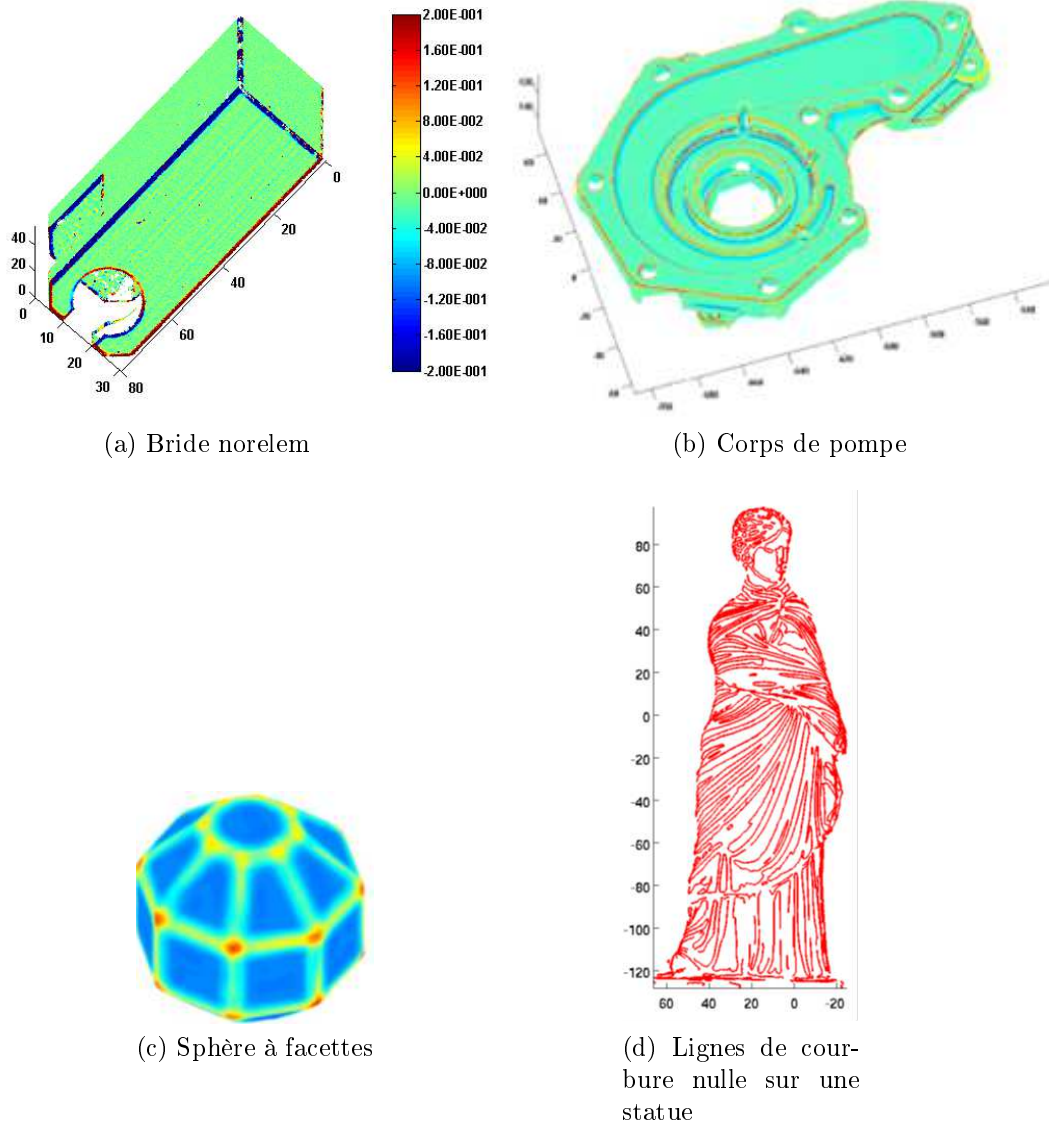 2.00E-001
1.60E-001
1.20E-001
8.00E-002
4.00E-002
0.00E+000
-4.00E-002
-8.00E-002
-1.20E-001
-1.60E-001
-2.00E-001
0
20
40
60
80
40
20
0
0
10
20
30
(a) Bride norelem
(b) Corps de pompe
80
60
40
20
0
-20
-40
-60
-80
-100
-120
60
40
20
0
-20
(c) Sphère à facettes
(d) Lignes de cour-
bure nulle sur une
statue